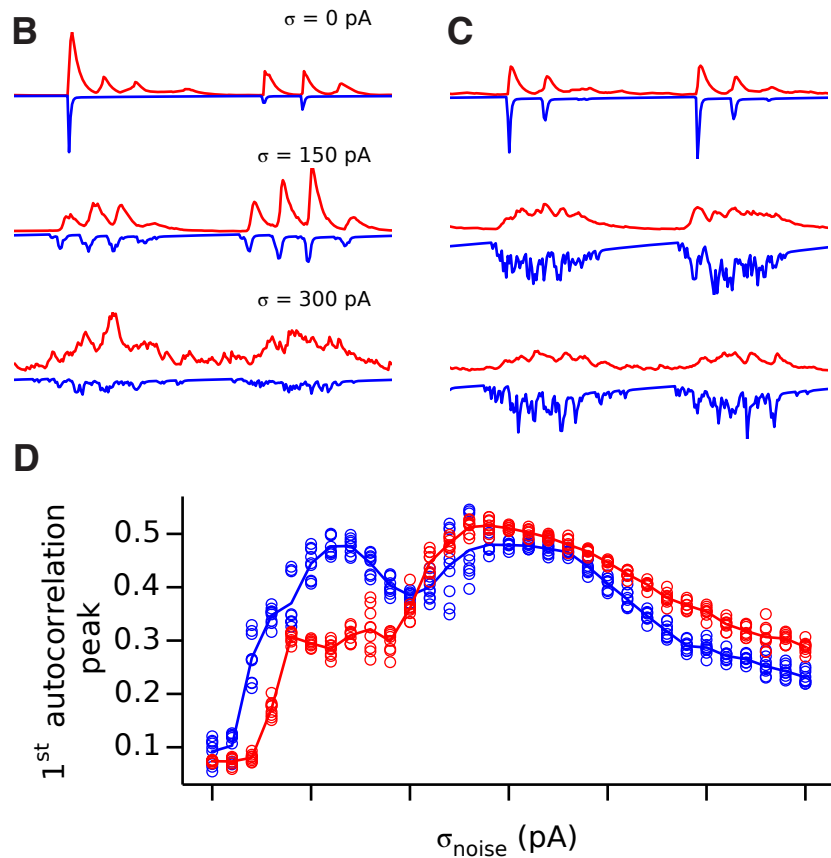 B
σ = 0 pA
σ = 150 pA
σ = 300 pA
C
D
1st autocorrelation
peak
0.5
0.4
0.3
0.2
0.1
σnoise (pA)